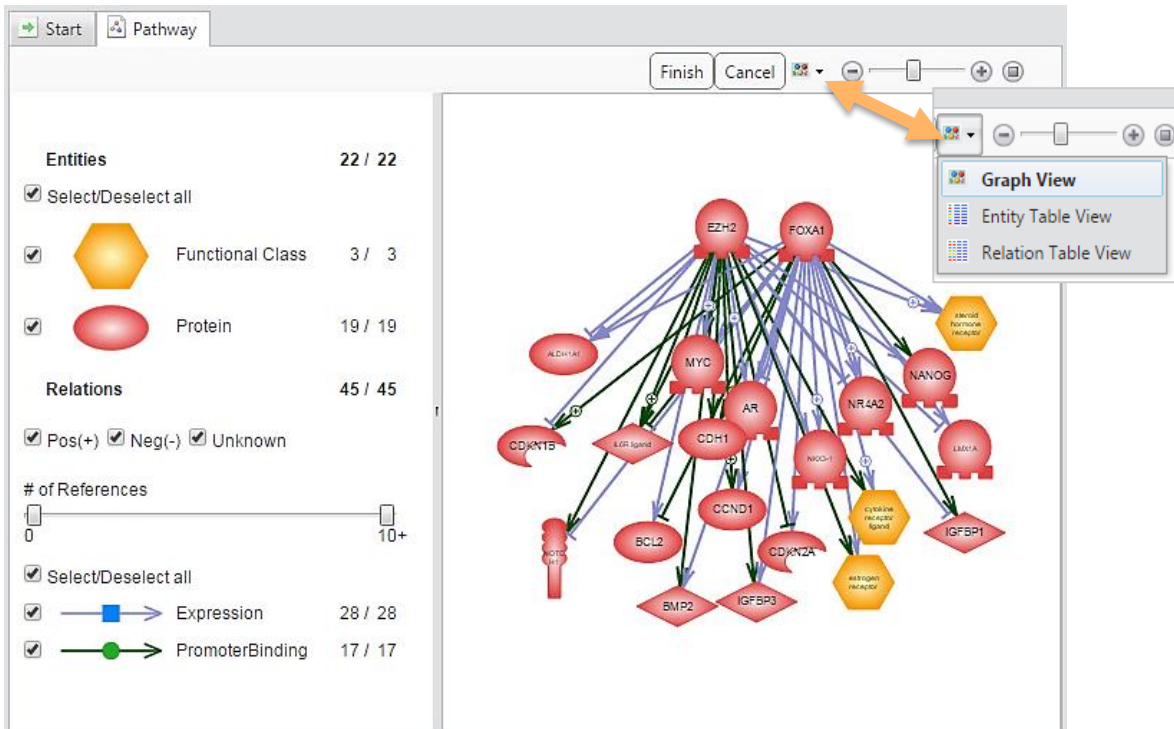 Start
Pathway
Finish
Cancel
Graph View
Entity Table View
Relation Table View
Entities 22 / 22
Select/Deselect all
Functional Class 3 / 3
Protein 19 / 19
Relations 45 / 45
Pos(+) Neg(-) Unknown
# of References
0 10+
Select/Deselect all
Expression 28 / 28
PromoterBinding 17 / 17
EZH2
FOXA1
steroid
hormone
receptor
ALDH1A1
MYC
NANOG
AR
NR4A2
CDKN1B
IL6R ligand
CDH1
NKX3-1
LMX1A
CCND1
cytokine
receptor
ligand
IGFBP1
NOTC
H1
BCL2
CDKN2A
estrogen
receptor
BMP2
IGFBP3